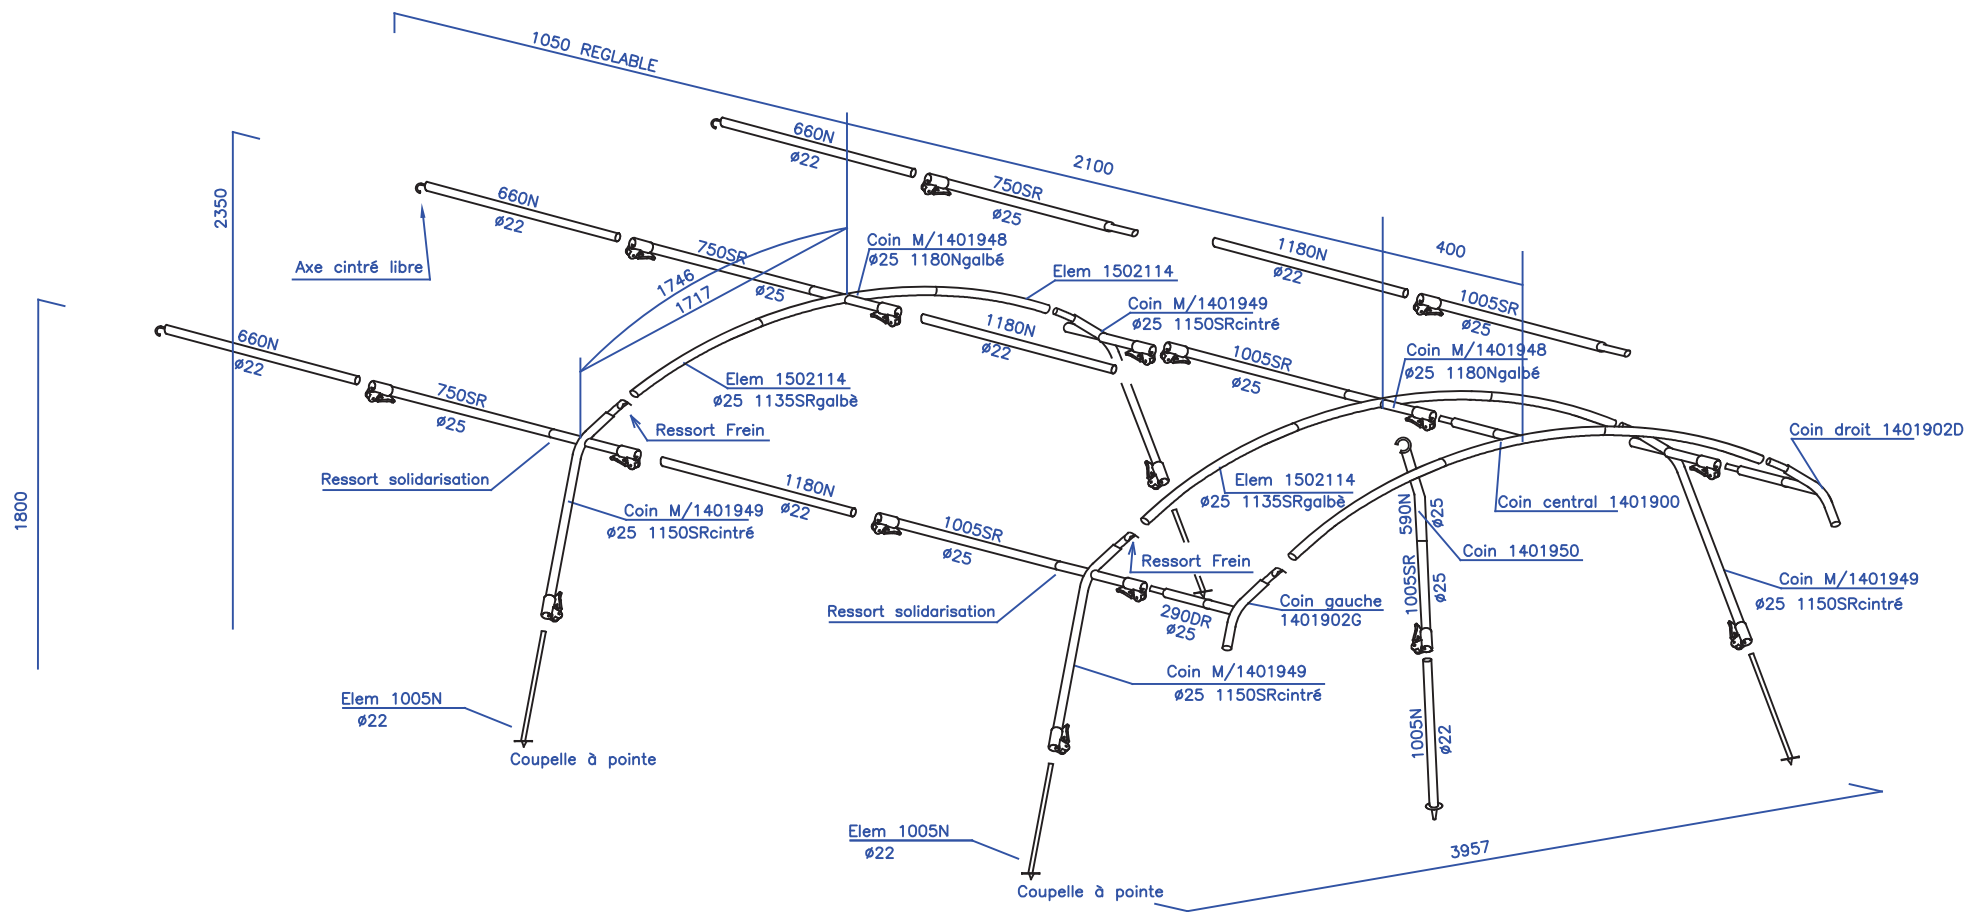 1050 REGLABLE
660N
ø22
2100
750SR
ø25
660N
ø22
2350
1180N
ø22
400
750SR
ø25
Coin M/1401948
ø25 1180Ngalbé
Elem 1502114
Axe cintré libre
1746
1717
1005SR
ø25
Coin M/1401949
ø25 1150SRcintré
1180N
ø22
660N
ø22
1005SR
ø25
Coin M/1401948
ø25 1180Ngalbé
750SR
ø25
Elem 1502114
ø25 1135SRgalbè
Ressort Frein
Coin droit 1401902D
Ressort solidarisation
1180N
ø22
Elem 1502114
ø25 1135SRgalbè
590N
ø25
Coin central 1401900
1800
Coin M/1401949
ø25 1150SRcintré
1005SR
ø25
Ressort Frein
Coin 1401950
1005SR
ø25
Coin M/1401949
ø25 1150SRcintré
Ressort solidarisation
290DR
ø25
Coin gauche
1401902G
Coin M/1401949
ø25 1150SRcintré
Elem 1005N
ø22
Coupelle à pointe
1005N
ø22
Elem 1005N
ø22
3957
Coupelle à pointe